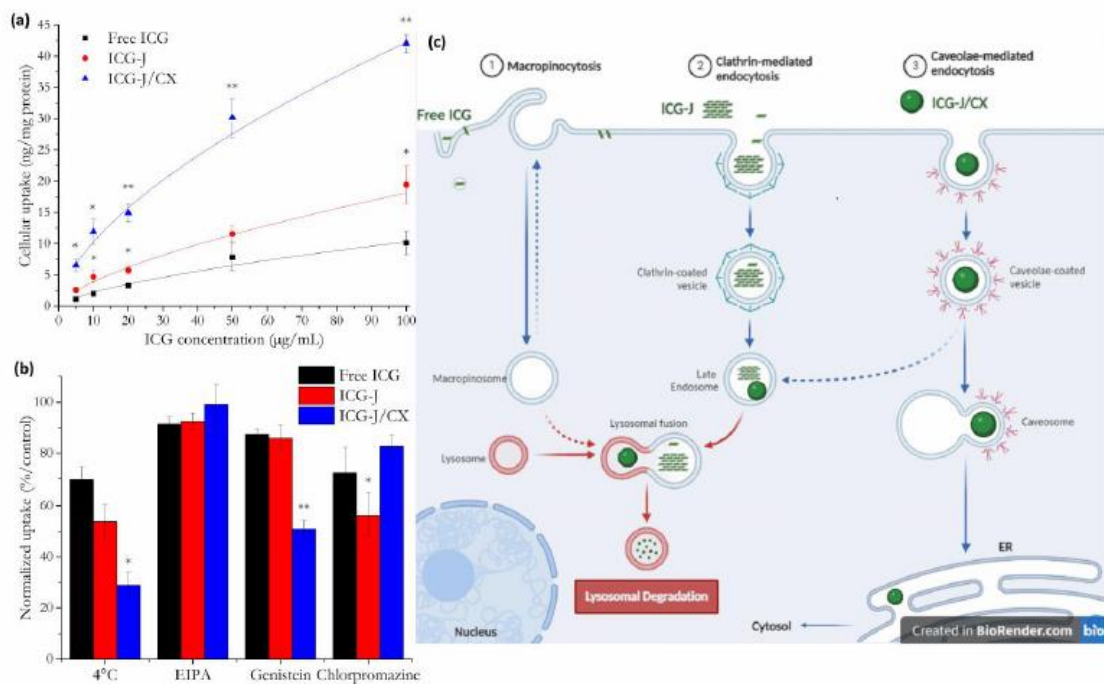 (a)
45
40
35
30
25
20
15
10
5
0
Cellular uptake (ng/mg protein)
Free ICG
ICG-J
ICG-J/CX
*
*
**
**
**
*
*
*
0 10 20 30 40 50 60 70 80 90 100
ICG concentration (µg/mL)
(b)
100
80
60
40
20
0
Normalized uptake (%/control)
Free ICG
ICG-J
ICG-J/CX
*
**
*
4°C EIPA Genistein Chlorpromazine
(c)
1 Macropinocytosis
2 Clathrin-mediated
endocytosis
3 Caveolae-mediated
endocytosis
Free ICG
ICG-J
ICG-J/CX
Clathrin-coated
vesicle
Caveolae-coated
vesicle
Macropinosome
Late
Endosome
Lysosomal fusion
Lysosome
Caveosome
Lysosomal Degradation
ER
Nucleus
Cytosol
Created in BioRender.com bio